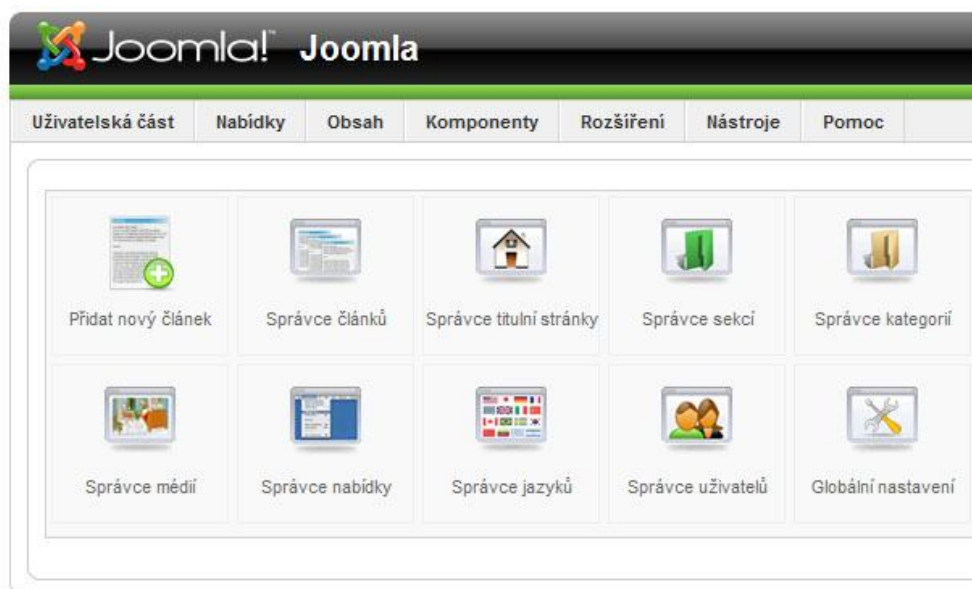 Joomla!™ Joomla
Uživatelská část Nabídky Obsah Komponenty Rozšíření Nástroje Pomoc
Přidat nový článek Správce článků Správce titulní stránky Správce sekcí Správce kategorií
Správce médií Správce nabídky Správce jazyků Správce uživatelů Globální nastavení